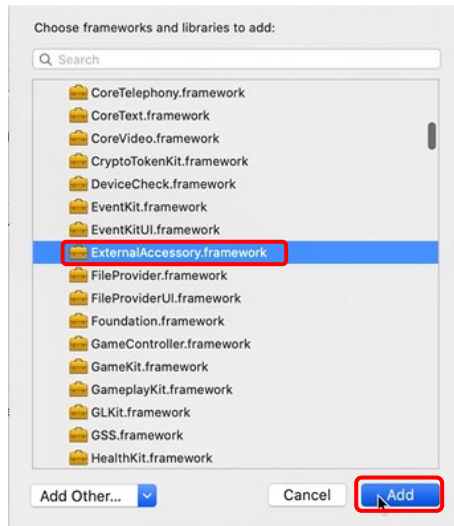 Choose frameworks and libraries to add:
Search
CoreTelephony.framework
CoreText.framework
CoreVideo.framework
CryptoTokenKit.framework
DeviceCheck.framework
EventKit.framework
EventKitUI.framework
ExternalAccessory.framework
FileProvider.framework
FileProviderUI.framework
Foundation.framework
GameController.framework
GameKit.framework
GameplayKit.framework
GLKit.framework
GSS.framework
HealthKit.framework
Add Other... Cancel Add